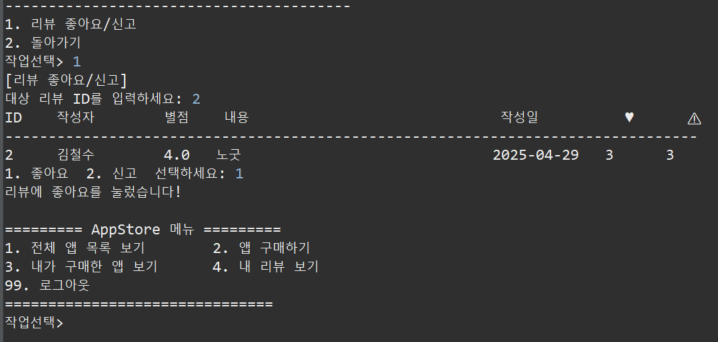 ----------------------------------------
1. 리뷰 좋아요/신고
2. 돌아가기
작업선택> 1
[리뷰 좋아요/신고]
대상 리뷰 ID를 입력하세요: 2
ID    작성자        별점    내용                             작성일          ♥      ⚠
--------------------------------------------------------------------------------
2     김철수        4.0   노굿                             2025-04-29   3      3
1. 좋아요  2. 신고  선택하세요: 1
리뷰에 좋아요를 눌렀습니다!

========= AppStore 메뉴 =========
1. 전체 앱 목록 보기        2. 앱 구매하기
3. 내가 구매한 앱 보기      4. 내 리뷰 보기
99. 로그아웃
===============================
작업선택>